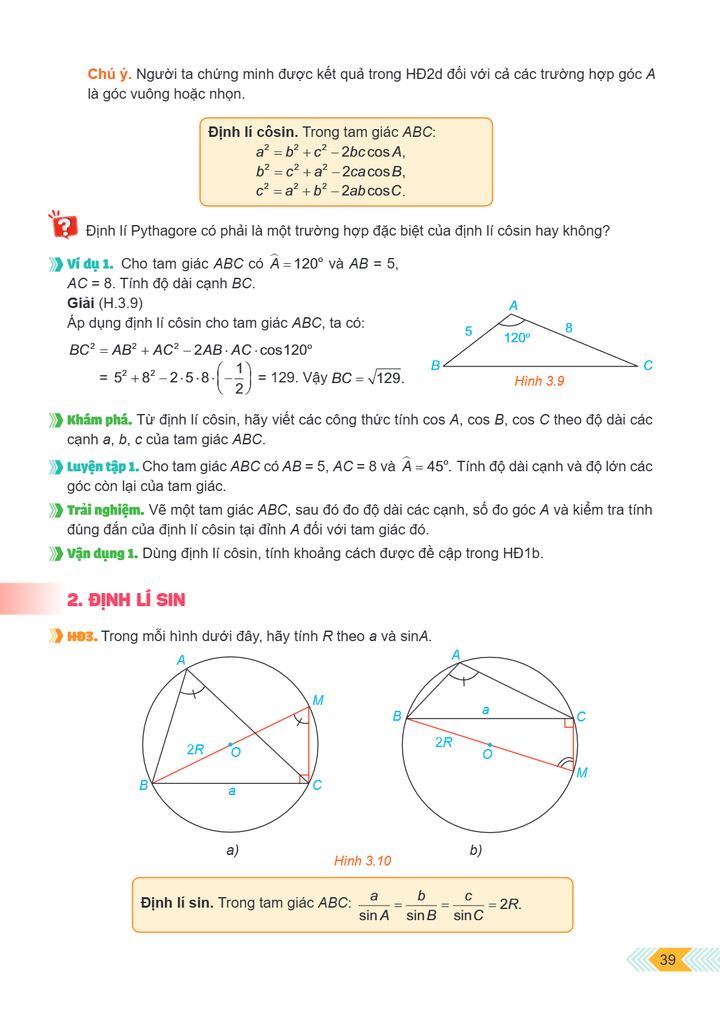 Chú ý. Người ta chứng minh được kết quả trong HĐ2d đối với cả các trường hợp góc A
là góc vuông hoặc nhọn.
Định lí côsin. Trong tam giác ABC:
a² = b² + c² − 2bc cos A,
b² = c² + a² − 2ca cos B,
c² = a² + b² − 2ab cos C.
? Định lí Pythagore có phải là một trường hợp đặc biệt của định lí côsin hay không?
Ví dụ 1. Cho tam giác ABC có Â = 120° và AB = 5,
AC = 8. Tính độ dài cạnh BC.
Giải (H.3.9)
Áp dụng định lí côsin cho tam giác ABC, ta có:
BC² = AB² + AC² − 2AB · AC · cos120°
= 5² + 8² − 2 · 5 · 8 · (−1/2) = 129. Vậy BC = √129.
A
5
8
120°
B
C
Hình 3.9
Khám phá. Từ định lí côsin, hãy viết các công thức tính cos A, cos B, cos C theo độ dài các
cạnh a, b, c của tam giác ABC.
Luyện tập 1. Cho tam giác ABC có AB = 5, AC = 8 và Â = 45°. Tính độ dài cạnh và độ lớn các
góc còn lại của tam giác.
Trải nghiệm. Vẽ một tam giác ABC, sau đó đo độ dài các cạnh, số đo góc A và kiểm tra tính
đúng đắn của định lí côsin tại đỉnh A đối với tam giác đó.
Vận dụng 1. Dùng định lí côsin, tính khoảng cách được đề cập trong HĐ1b.
2. ĐỊNH LÍ SIN
HĐ3. Trong mỗi hình dưới đây, hãy tính R theo a và sinA.
A
M
2R
O
B
a
C
a)
A
B
a
C
2R
O
M
b)
Hình 3.10
Định lí sin. Trong tam giác ABC: a/sin A = b/sin B = c/sin C = 2R.
39